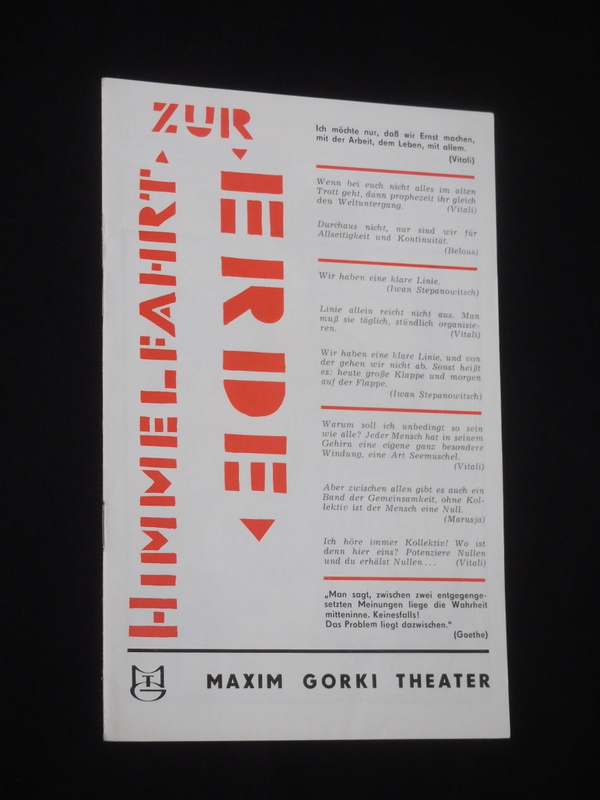 HIMMELFAHRT
ZUR
ERDE
Ich möchte nur, daß wir Ernst machen,
mit der Arbeit, dem Leben, mit allem.
(Vitali)
Wenn bei euch nicht alles im alten
Trott geht, dann prophezeit ihr gleich
den Weltuntergang. (Vitali)
Durchaus nicht, nur sind wir für
Allseitigkeit und Kontinuität.
(Belous)
Wir haben eine klare Linie.
(Iwan Stepanowitsch)
Linie allein reicht nicht aus. Man
muß sie täglich, stündlich organisie-
ren. (Vitali)
Wir haben eine klare Linie, und von
der gehen wir nicht ab. Sonst heißt
es: heute große Klappe und morgen
auf der Flappe.
(Iwan Stepanowitsch)
Warum soll ich unbedingt so sein
wie alle? Jeder Mensch hat in seinem
Gehirn eine eigene ganz besondere
Windung, eine Art Seemuschel.
(Vitali)
Aber zwischen allen gibt es auch ein
Band der Gemeinsamkeit, ohne Kol-
lektiv ist der Mensch eine Null.
(Marusja)
Ich höre immer Kollektiv! Wo ist
denn hier eins? Potenziere Nullen
und du erhälst Nullen . . . (Vitali)
„Man sagt, zwischen zwei entgegenge-
setzten Meinungen liege die Wahrheit
mitteninne. Keinesfalls!
Das Problem liegt dazwischen."
(Goethe)
MTG
MAXIM GORKI THEATER